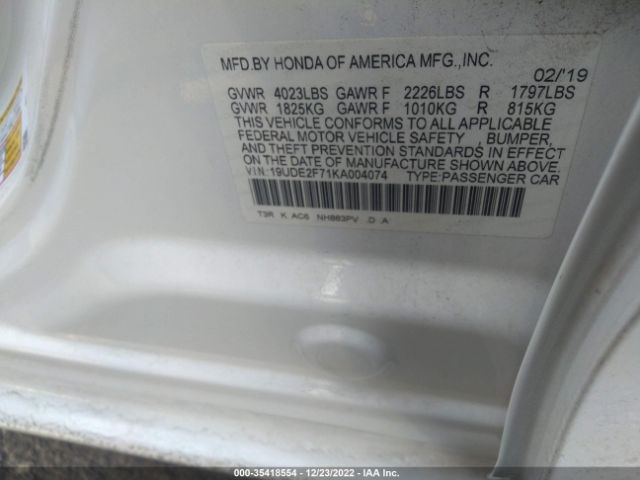 MFD.BY HONDA OF AMERICA MFG.,INC.
02/'19
GVWR 4023LBS GAWR F 2226LBS R 1797LBS
GVWR 1825KG GAWR F 1010KG R 815KG
THIS VEHICLE CONFORMS TO ALL APPLICABLE
FEDERAL MOTOR VEHICLE SAFETY , BUMPER,
AND THEFT PREVENTION STANDARDS IN EFFECT
ON THE DATE OF MANUFACTURE SHOWN ABOVE.
VIN:19UDE2F71KA004074 TYPE:PASSENGER CAR
T3R K AC6 NH883PV .D .A
000-35418554 - 12/23/2022 - IAA Inc.